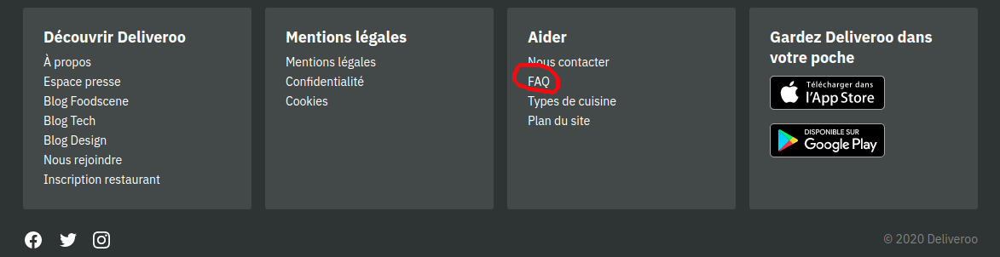 Découvrir Deliveroo
À propos
Espace presse
Blog Foodscene
Blog Tech
Blog Design
Nous rejoindre
Inscription restaurant
Mentions légales
Mentions légales
Confidentialité
Cookies
Aider
Nous contacter
FAQ
Types de cuisine
Plan du site
Gardez Deliveroo dans
votre poche
Télécharger dans
l'App Store
DISPONIBLE SUR
Google Play
© 2020 Deliveroo